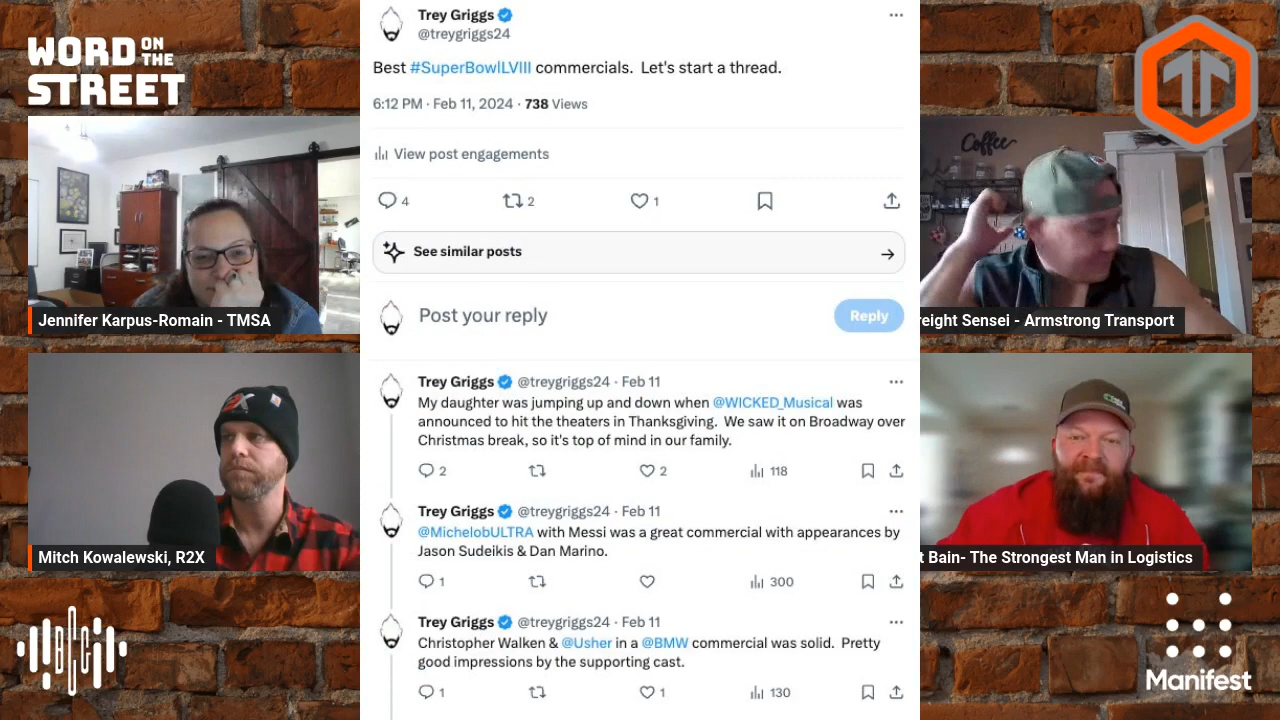 WORD ON THE STREET
Trey Griggs
@treygriggs24
Best #SuperBowlLVIII commercials. Let's start a thread.
6:12 PM · Feb 11, 2024 · 738 Views
View post engagements
4
2
1
See similar posts
Post your reply
Reply
Trey Griggs @treygriggs24 · Feb 11
My daughter was jumping up and down when @WICKED_Musical was
announced to hit the theaters in Thanksgiving. We saw it on Broadway over
Christmas break, so it's top of mind in our family.
2
2
118
Trey Griggs @treygriggs24 · Feb 11
@MichelobULTRA with Messi was a great commercial with appearances by
Jason Sudeikis & Dan Marino.
1
300
Trey Griggs @treygriggs24 · Feb 11
Christopher Walken & @Usher in a @BMW commercial was solid. Pretty
good impressions by the supporting cast.
1
1
130
Jennifer Karpus-Romain - TMSA
Mitch Kowalewski, R2X
Coffee
reight Sensei - Armstrong Transport
t Bain- The Strongest Man in Logistics
BLC
Manifest